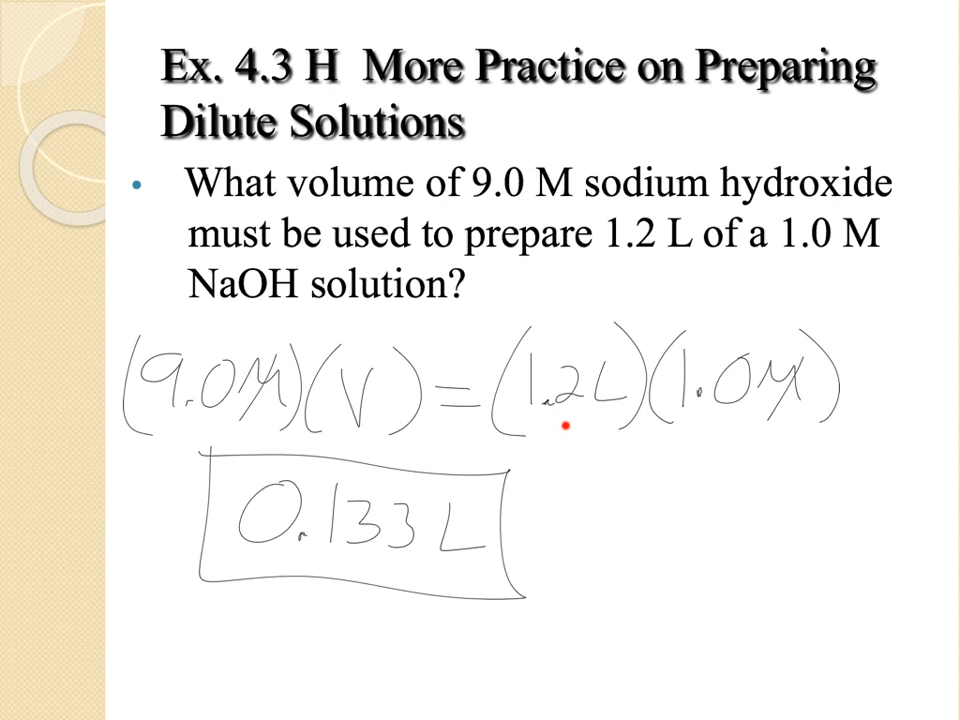 Ex. 4.3 H More Practice on Preparing
Dilute Solutions
• What volume of 9.0 M sodium hydroxide
must be used to prepare 1.2 L of a 1.0 M
NaOH solution?
(9.0M)(V)=(1.2L)(1.0M)
0.133 L